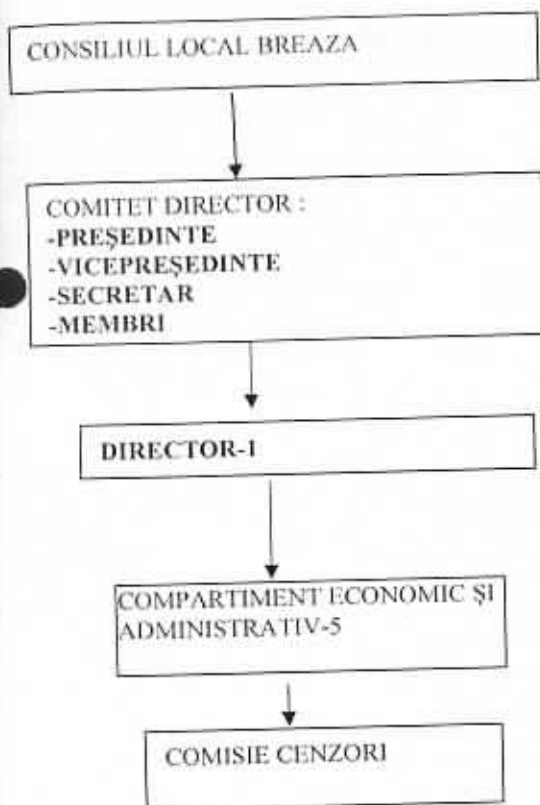 CONSILIUL LOCAL BREAZA
COMITET DIRECTOR :
-PREŞEDINTE
-VICEPREŞEDINTE
-SECRETAR
-MEMBRI
DIRECTOR-1
COMPARTIMENT ECONOMIC ŞI
ADMINISTRATIV-5
COMISIE CENZORI